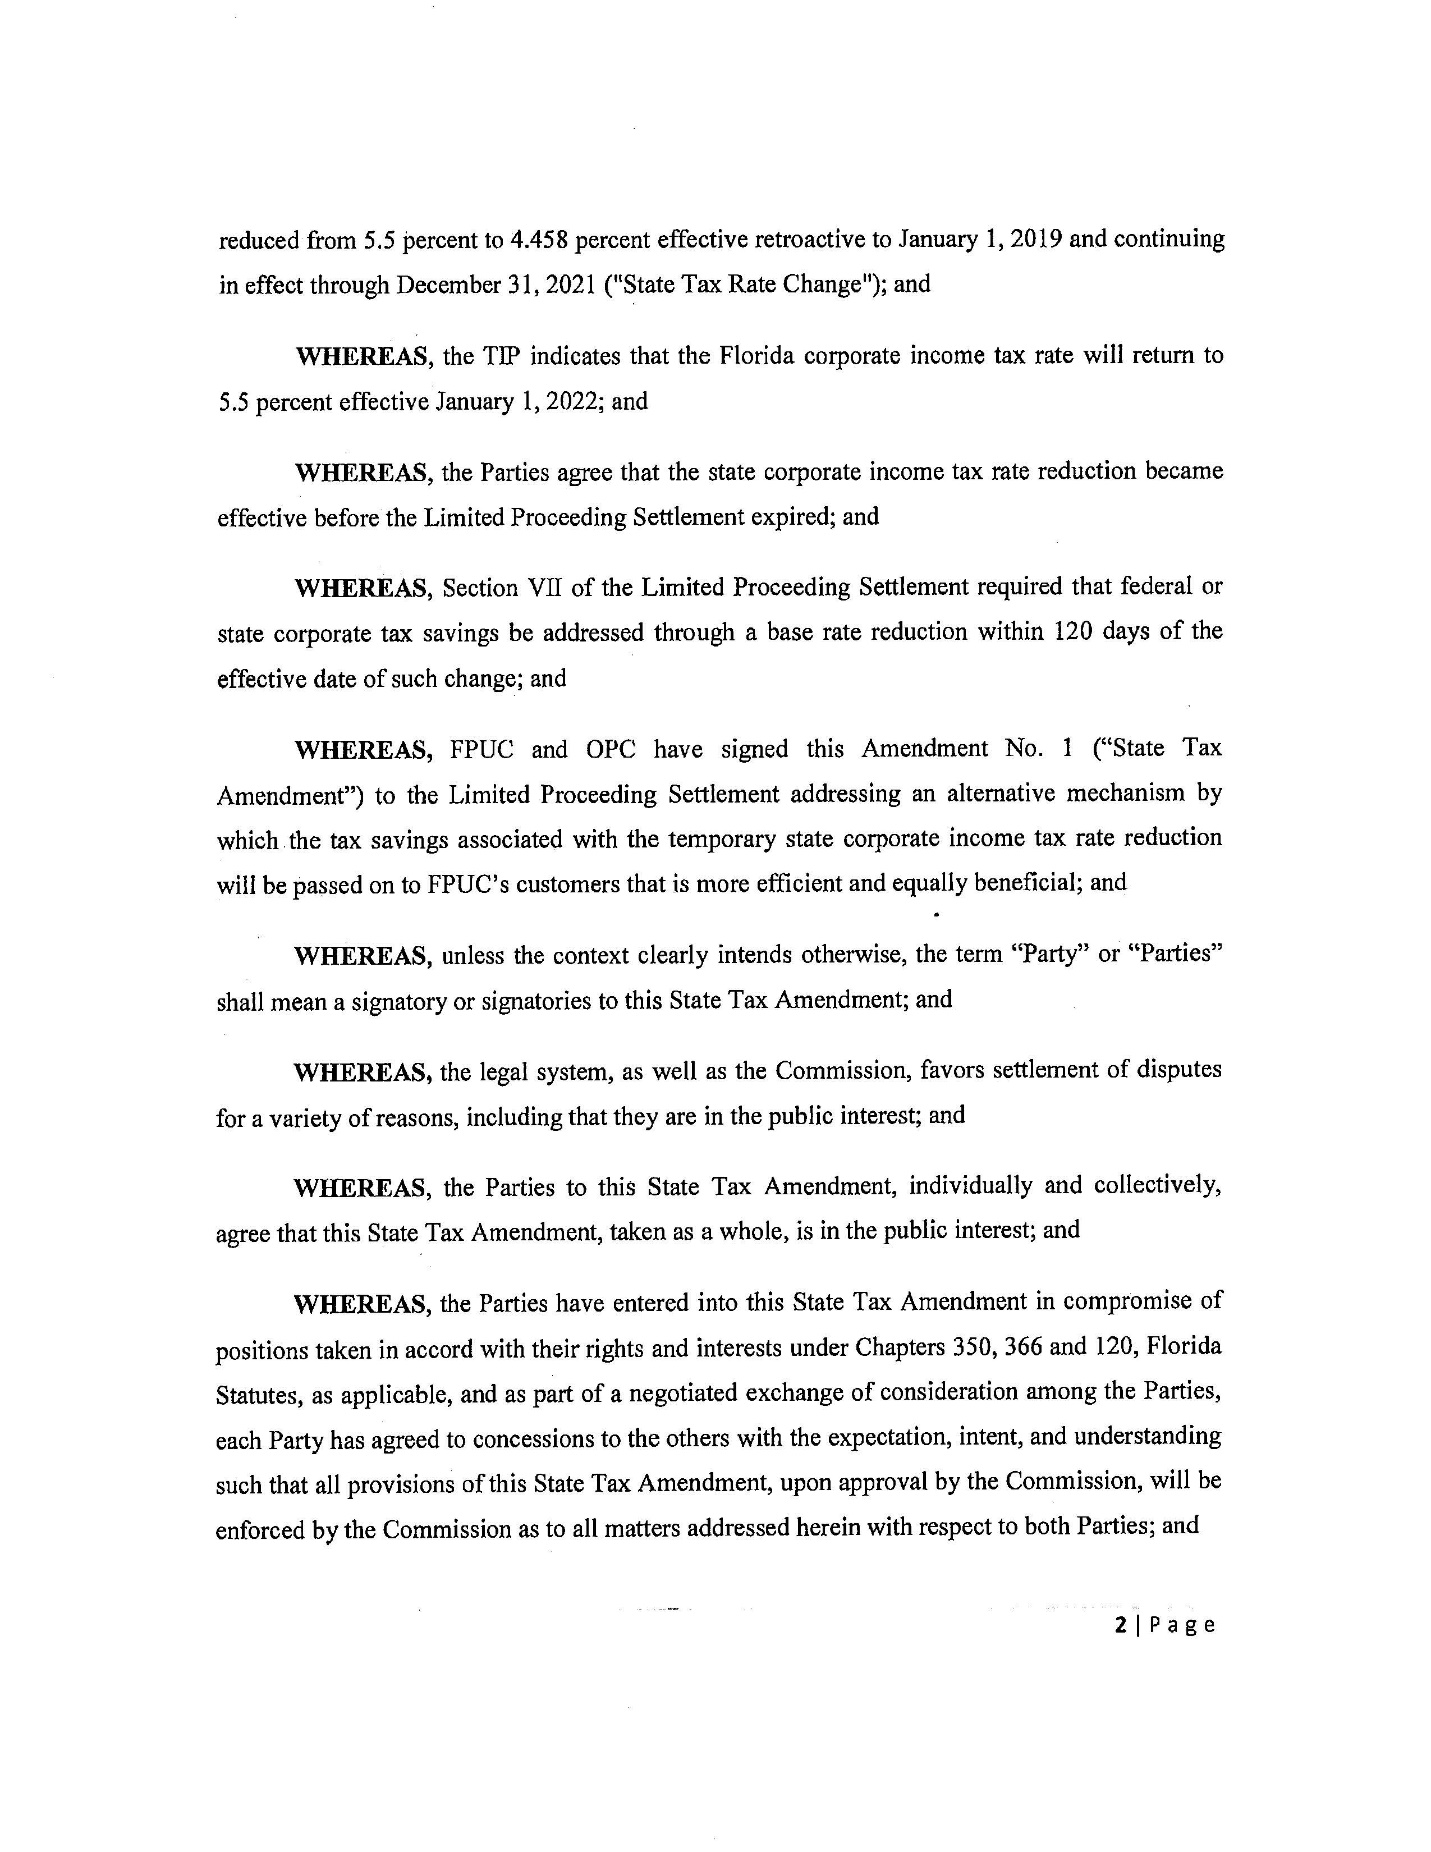 reduced from 5.5 percent to 4.458 percent effective retroactive to January 1, 2019 and continuing
in effect through December 31, 2021 ("State Tax Rate Change"); and
WHEREAS, the TIP indicates that the Florida corporate income tax rate will return to
5.5 percent effective January 1, 2022; and
WHEREAS, the Parties agree that the state corporate income tax rate reduction became
effective before the Limited Proceeding Settlement expired; and
WHEREAS, Section VII of the Limited Proceeding Settlement required that federal or
state corporate tax savings be addressed through a base rate reduction within 120 days of the
effective date of such change; and
WHEREAS, FPUC and OPC have signed this Amendment No. 1 (“State Tax
Amendment”) to the Limited Proceeding Settlement addressing an alternative mechanism by
which the tax savings associated with the temporary state corporate income tax rate reduction
will be passed on to FPUC’s customers that is more efficient and equally beneficial; and
WHEREAS, unless the context clearly intends otherwise, the term “Party” or “Parties”
shall mean a signatory or signatories to this State Tax Amendment; and
WHEREAS, the legal system, as well as the Commission, favors settlement of disputes
for a variety of reasons, including that they are in the public interest; and
WHEREAS, the Parties to this State Tax Amendment, individually and collectively,
agree that this State Tax Amendment, taken as a whole, is in the public interest; and
WHEREAS, the Parties have entered into this State Tax Amendment in compromise of
positions taken in accord with their rights and interests under Chapters 350, 366 and 120, Florida
Statutes, as applicable, and as part of a negotiated exchange of consideration among the Parties,
each Party has agreed to concessions to the others with the expectation, intent, and understanding
such that all provisions of this State Tax Amendment, upon approval by the Commission, will be
enforced by the Commission as to all matters addressed herein with respect to both Parties; and
2 | P a g e